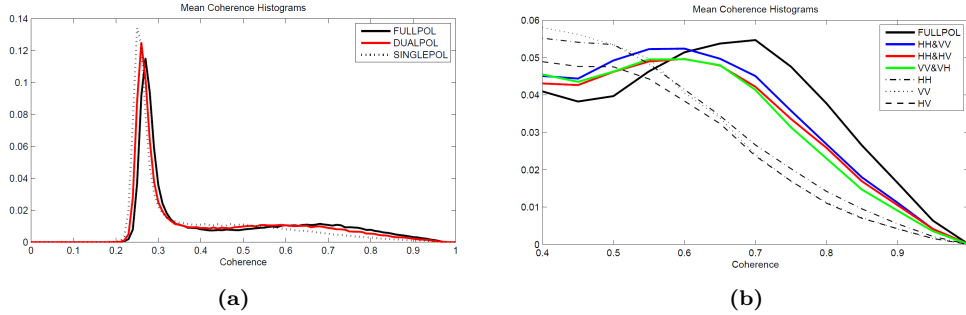 Mean Coherence Histograms
0.14
0.12
0.1
0.08
0.06
0.04
0.02
0
0 0.1 0.2 0.3 0.4 0.5 0.6 0.7 0.8 0.9 1
Coherence
FULLPOL
DUALPOL
SINGLEPOL
(a)
Mean Coherence Histograms
0.06
0.05
0.04
0.03
0.02
0.01
0
0.4 0.5 0.6 0.7 0.8 0.9
Coherence
FULLPOL
HH&VV
HH&HV
VV&VH
HH
VV
HV
(b)